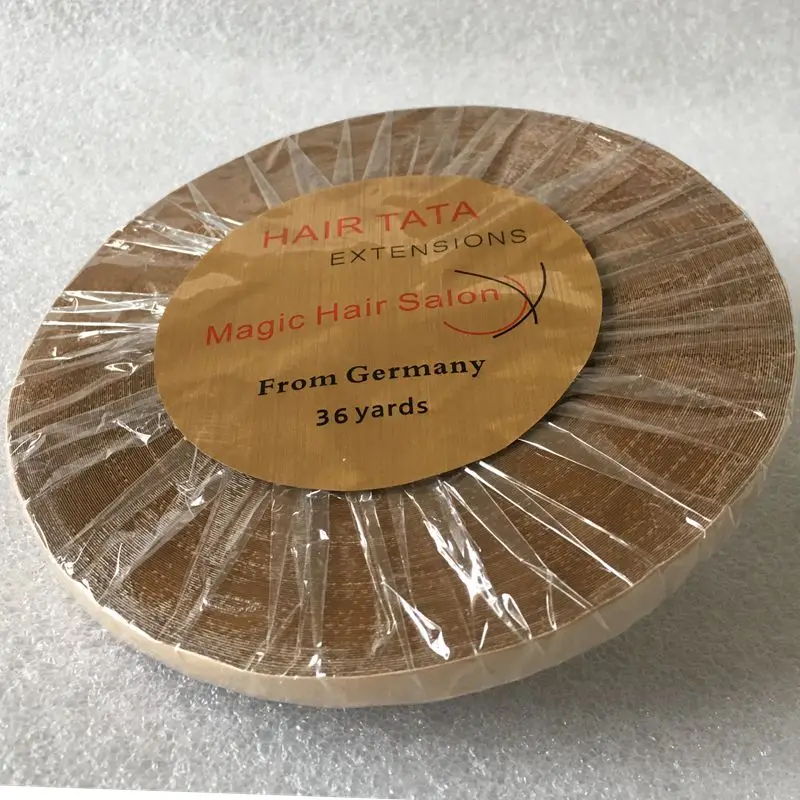 HAIR TATA
EXTENSIONS
Magic Hair Salon
From Germany
36 yards